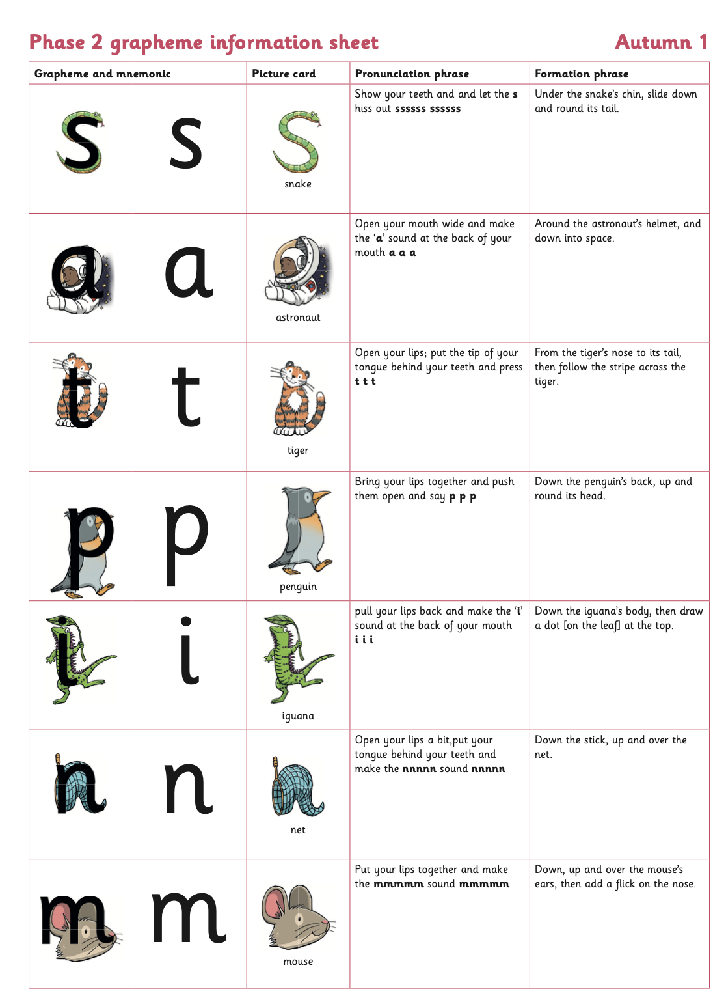 Phase 2 grapheme information sheet
Autumn 1
Grapheme and mnemonic
Picture card
Pronunciation phrase
Formation phrase
s
s
snake
Show your teeth and and let the s
hiss out ssssss ssssss
Under the snake's chin, slide down
and round its tail.
a
a
astronaut
Open your mouth wide and make
the ‘a’ sound at the back of your
mouth a a a
Around the astronaut’s helmet, and
down into space.
t
t
tiger
Open your lips; put the tip of your
tongue behind your teeth and press
t t t
From the tiger’s nose to its tail,
then follow the stripe across the
tiger.
p
p
penguin
Bring your lips together and push
them open and say p p p
Down the penguin’s back, up and
round its head.
i
i
iguana
pull your lips back and make the ‘i’
sound at the back of your mouth
i i i
Down the iguana’s body, then draw
a dot [on the leaf] at the top.
n
n
net
Open your lips a bit,put your
tongue behind your teeth and
make the nnnnn sound nnnnn
Down the stick, up and over the
net.
m
m
mouse
Put your lips together and make
the mmmmm sound mmmmm
Down, up and over the mouse’s
ears, then add a flick on the nose.